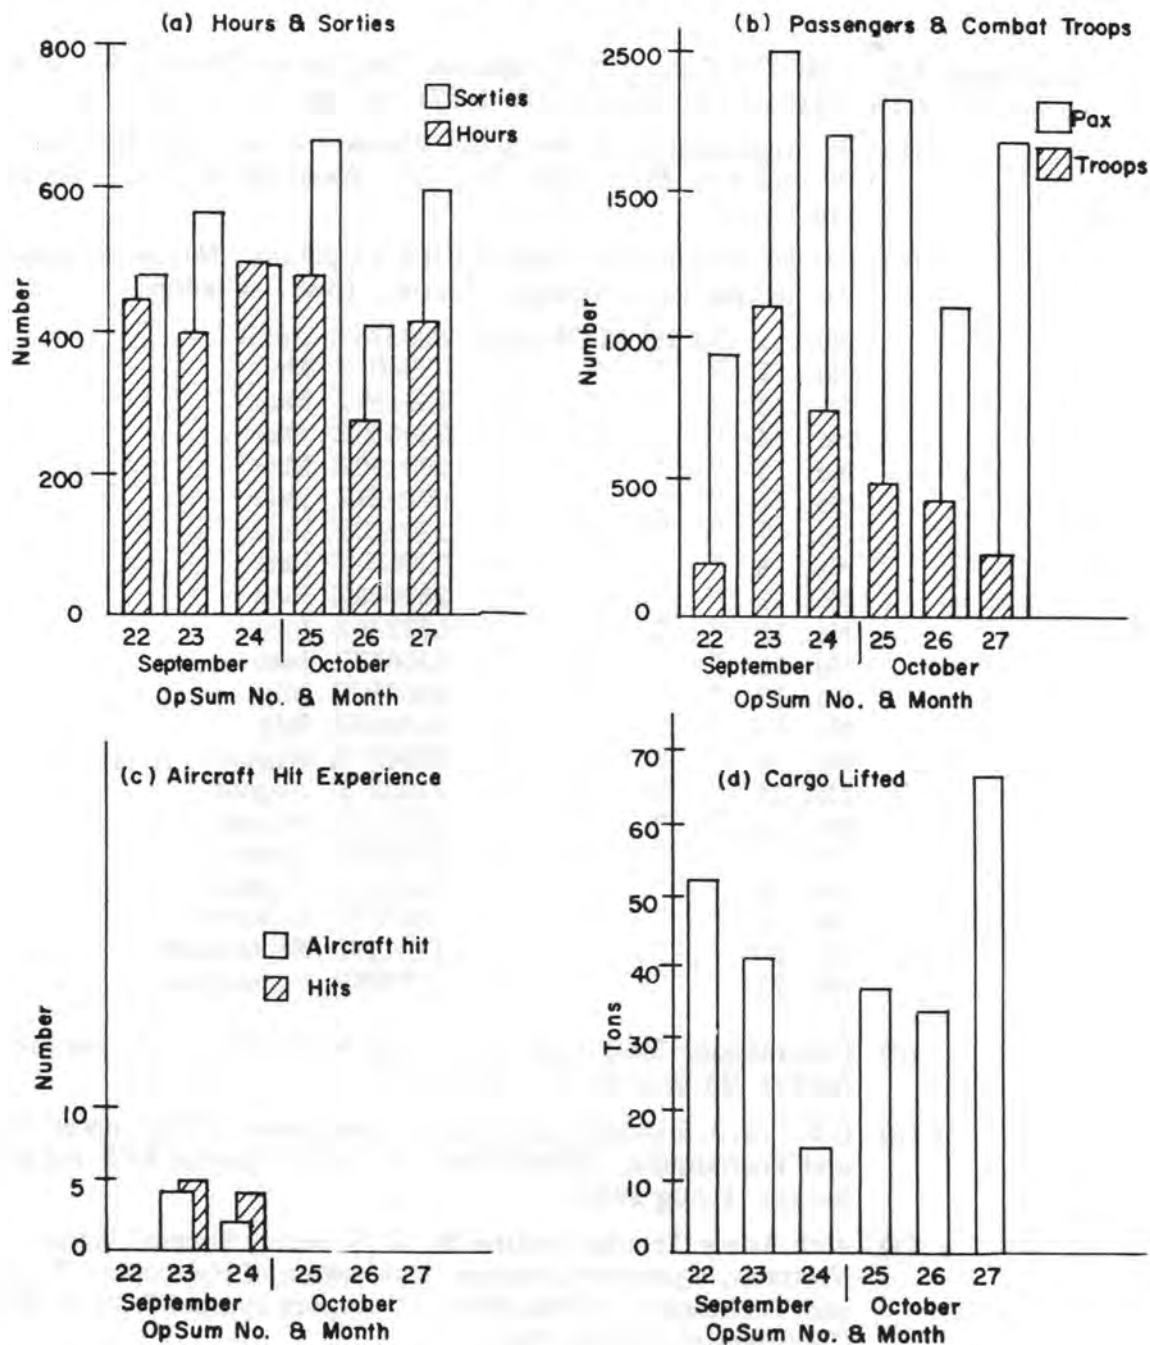 (a) Hours & Sorties
800
600
400
200
0
Number
Sorties
Hours
22 23 24 25 26 27
September October
OpSum No. & Month
(b) Passengers & Combat Troops
2500
1500
1000
500
0
Number
Pax
Troops
22 23 24 25 26 27
September October
OpSum No. & Month
(c) Aircraft Hit Experience
Aircraft hit
Hits
Number
10
5
0
22 23 24 25 26 27
September October
OpSum No. & Month
(d) Cargo Lifted
70
60
50
40
30
20
10
Tons
22 23 24 25 26 27
September October
OpSum No. & Month